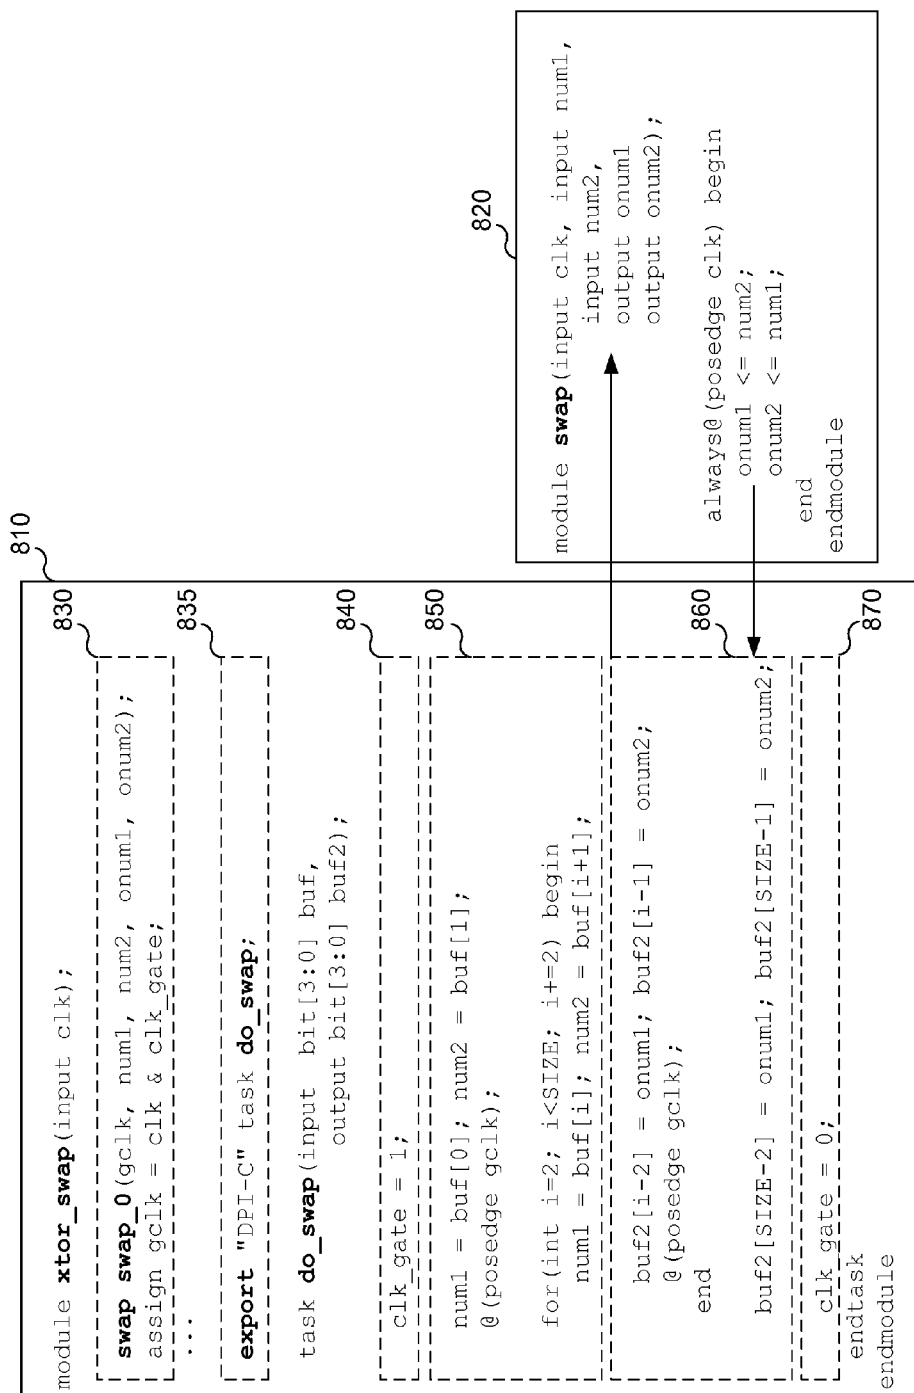 810
module xtor_swap(input clk);
830
swap swap_0(gclk, num1, num2, onum1, onum2);
assign gclk = clk & clk_gate;
...
835
export "DPI-C" task do_swap;
task do_swap(input bit[3:0] buf,
output bit[3:0] buf2);
840
clk_gate = 1;
850
num1 = buf[0]; num2 = buf[1];
@(posedge gclk);
for(int i=2; i<SIZE; i+=2) begin
num1 = buf[i]; num2 = buf[i+1];
860
buf2[i-2] = onum1; buf2[i-1] = onum2;
@(posedge gclk);
end
buf2[SIZE-2] = onum1; buf2[SIZE-1] = onum2;
870
clk_gate = 0;
endtask
endmodule
820
module swap(input clk, input num1,
input num2,
output onum1
output onum2);
always@(posedge clk) begin
onum1 <= num2;
onum2 <= num1;
end
endmodule